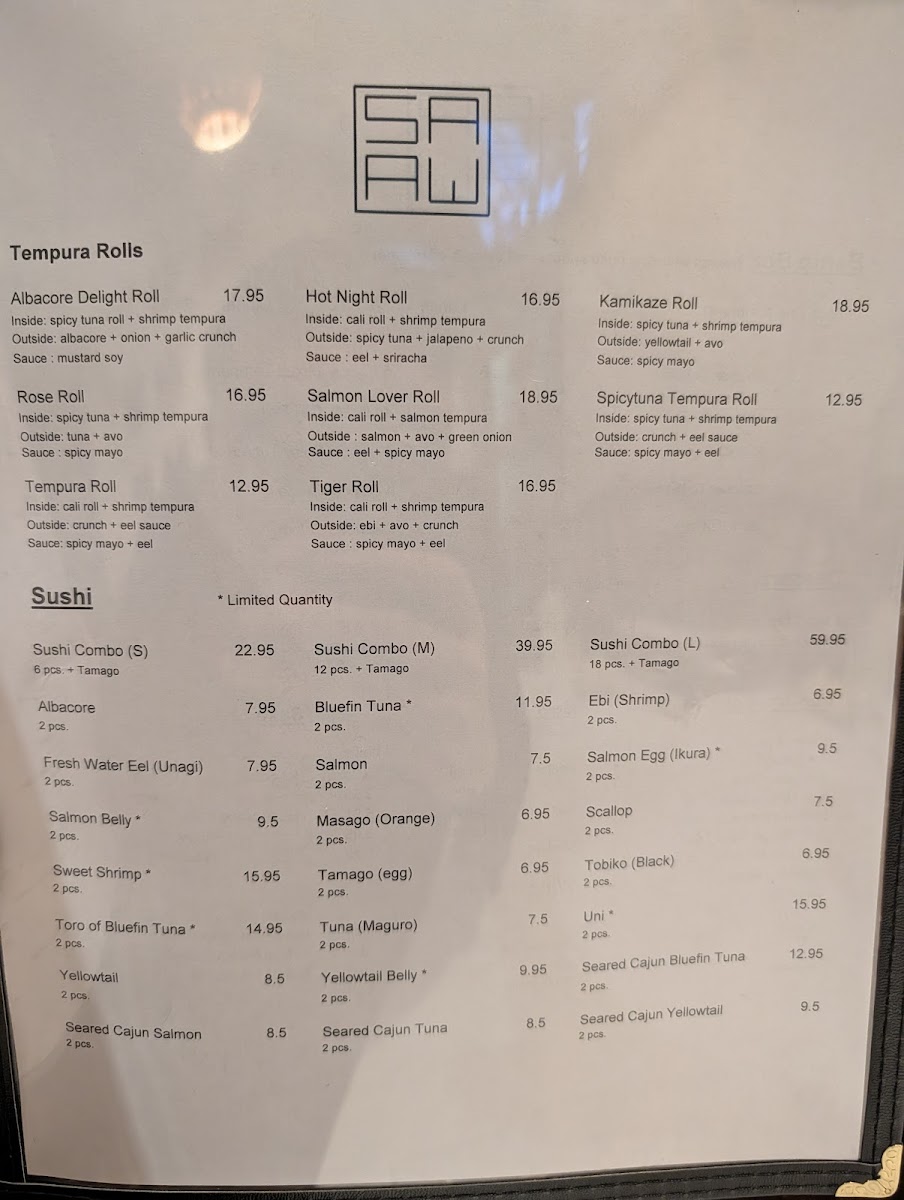 SA
AW
Tempura Rolls
Albacore Delight Roll 17.95
Inside: spicy tuna roll + shrimp tempura
Outside: albacore + onion + garlic crunch
Sauce : mustard soy
Hot Night Roll 16.95
Inside: cali roll + shrimp tempura
Outside: spicy tuna + jalapeno + crunch
Sauce : eel + sriracha
Kamikaze Roll 18.95
Inside: spicy tuna + shrimp tempura
Outside: yellowtail + avo
Sauce: spicy mayo
Rose Roll 16.95
Inside: spicy tuna + shrimp tempura
Outside: tuna + avo
Sauce : spicy mayo
Salmon Lover Roll 18.95
Inside: cali roll + salmon tempura
Outside : salmon + avo + green onion
Sauce : eel + spicy mayo
Spicytuna Tempura Roll 12.95
Inside: spicy tuna + shrimp tempura
Outside: crunch + eel sauce
Sauce: spicy mayo + eel
Tempura Roll 12.95
Inside: cali roll + shrimp tempura
Outside: crunch + eel sauce
Sauce: spicy mayo + eel
Tiger Roll 16.95
Inside: cali roll + shrimp tempura
Outside: ebi + avo + crunch
Sauce : spicy mayo + eel
Sushi * Limited Quantity
Sushi Combo (S) 22.95
6 pcs. + Tamago
Sushi Combo (M) 39.95
12 pcs. + Tamago
Sushi Combo (L) 59.95
18 pcs. + Tamago
Albacore 7.95
2 pcs.
Bluefin Tuna * 11.95
2 pcs.
Ebi (Shrimp) 6.95
2 pcs.
Fresh Water Eel (Unagi) 7.95
2 pcs.
Salmon 7.5
2 pcs.
Salmon Egg (Ikura) * 9.5
2 pcs.
Salmon Belly * 9.5
2 pcs.
Masago (Orange) 6.95
2 pcs.
Scallop 7.5
2 pcs.
Sweet Shrimp * 15.95
2 pcs.
Tamago (egg) 6.95
2 pcs.
Tobiko (Black) 6.95
2 pcs.
Toro of Bluefin Tuna * 14.95
2 pcs.
Tuna (Maguro) 7.5
2 pcs.
Uni * 15.95
2 pcs.
Yellowtail 8.5
2 pcs.
Yellowtail Belly * 9.95
2 pcs.
Seared Cajun Bluefin Tuna 12.95
2 pcs.
Seared Cajun Salmon 8.5
2 pcs.
Seared Cajun Tuna 8.5
2 pcs.
Seared Cajun Yellowtail 9.5
2 pcs.